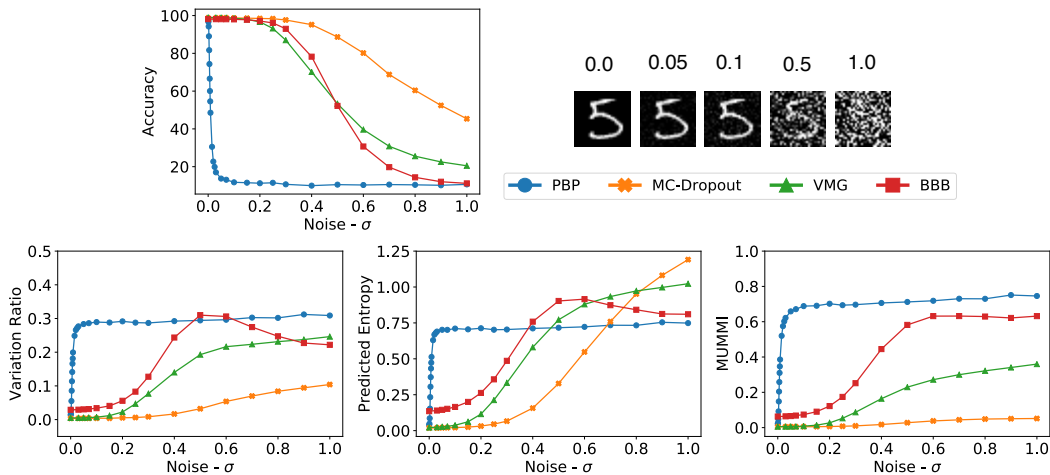 100
80
60
40
20
Accuracy
0.0 0.2 0.4 0.6 0.8 1.0
Noise - σ
0.0 0.05 0.1 0.5 1.0
5 5 5 5
PBP MC-Dropout VMG BBB
0.5
0.4
0.3
0.2
0.1
0.0
Variation Ratio
0.0 0.2 0.4 0.6 0.8 1.0
Noise - σ
1.25
1.00
0.75
0.50
0.25
0.00
Predicted Entropy
0.0 0.2 0.4 0.6 0.8 1.0
Noise - σ
1.0
0.8
0.6
0.4
0.2
0.0
MUMMI
0.0 0.2 0.4 0.6 0.8 1.0
Noise - σ